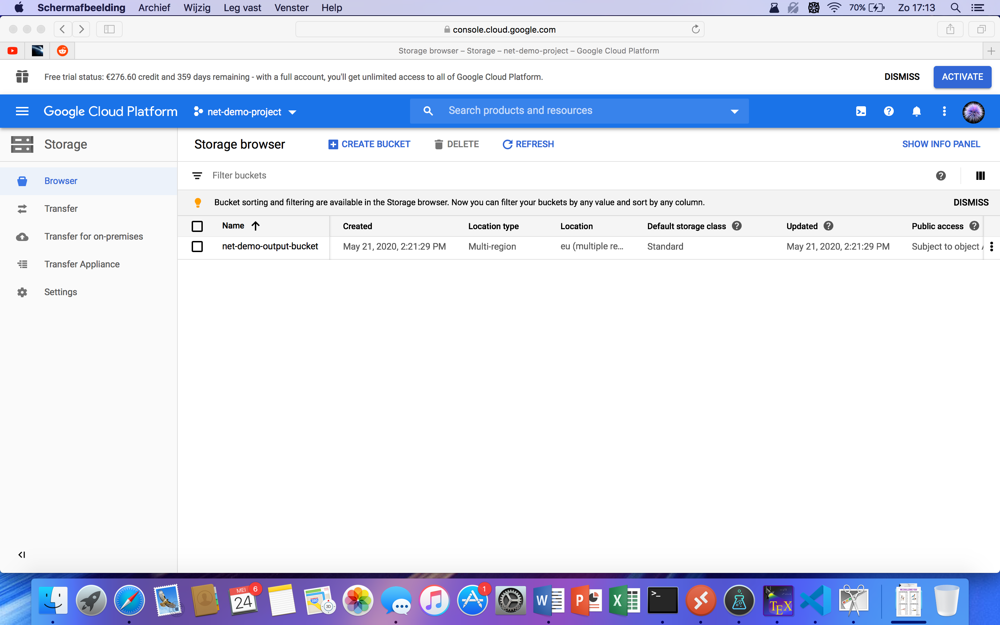 Schermafbeelding Archief Wijzig Leg vast Venster Help 70% Zo 17:13
console.cloud.google.com
Storage browser – Storage – net-demo-project – Google Cloud Platform
Free trial status: €276.60 credit and 359 days remaining - with a full account, you'll get unlimited access to all of Google Cloud Platform. DISMISS ACTIVATE
Google Cloud Platform net-demo-project Search products and resources
Storage Storage browser CREATE BUCKET DELETE REFRESH SHOW INFO PANEL
Filter buckets
Browser
Bucket sorting and filtering are available in the Storage browser. Now you can filter your buckets by any value and sort by any column. DISMISS
Transfer
Name Created Location type Location Default storage class Updated Public access
Transfer for on-premises
net-demo-output-bucket May 21, 2020, 2:21:29 PM Multi-region eu (multiple re... Standard May 21, 2020, 2:21:29 PM Subject to object
Transfer Appliance
Settings
MEI 6
24
280
3D
1
W
P
X
>_
TEX
WE CHALLENGE YOU!